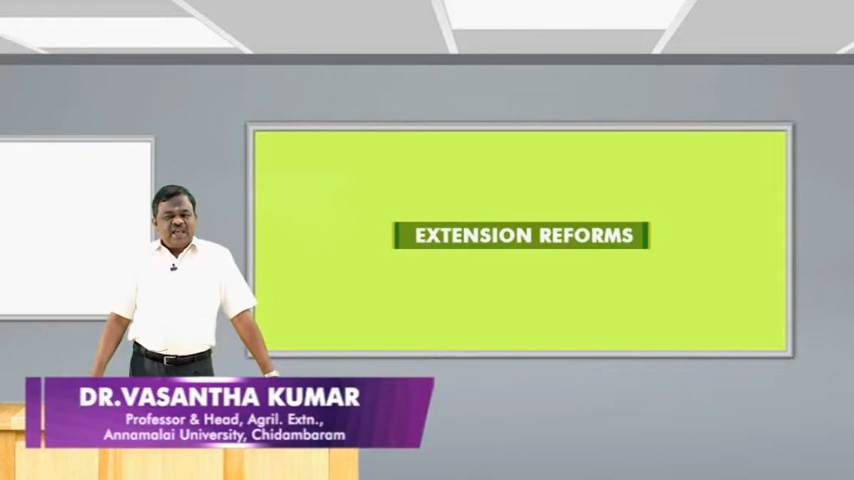 EXTENSION REFORMS
DR.VASANTHA KUMAR
Professor & Head, Agril. Extn.,
Annamalai University, Chidambaram